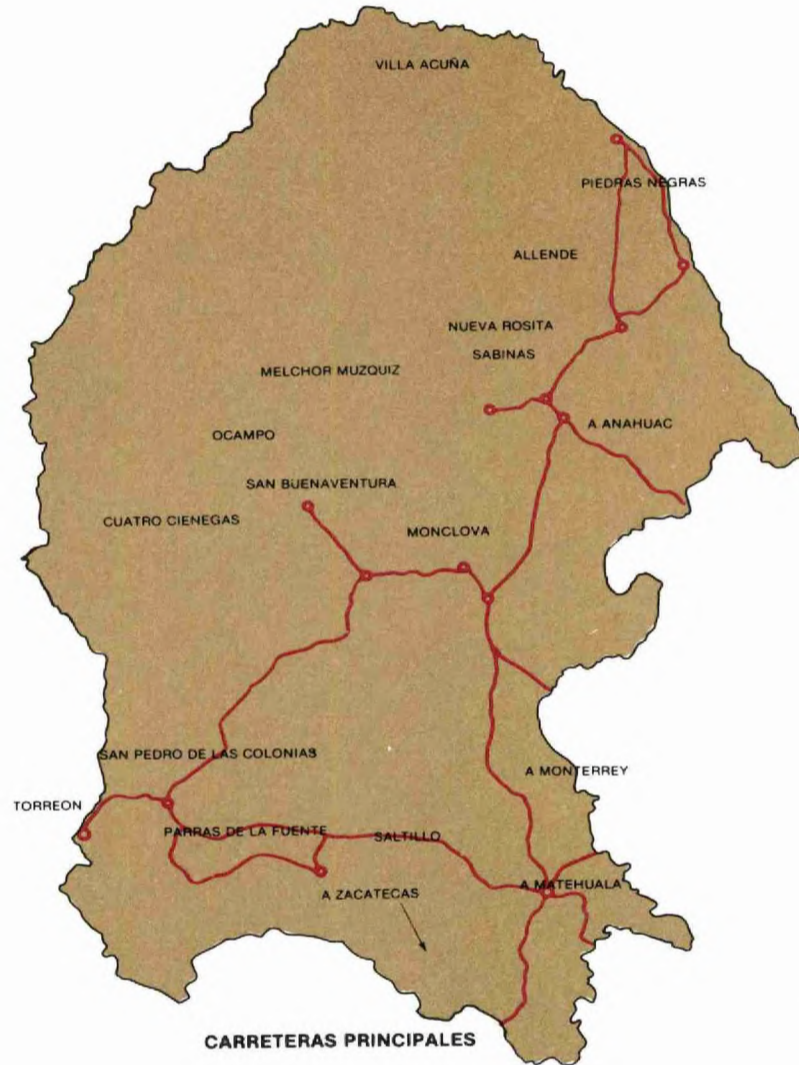 VILLA ACUÑA
PIEDRAS NEGRAS
ALLENDE
NUEVA ROSITA
SABINAS
MELCHOR MUZQUIZ
A ANAHUAC
OCAMPO
SAN BUENAVENTURA
CUATRO CIENEGAS
MONCLOVA
SAN PEDRO DE LAS COLONIAS
A MONTERREY
TORREON
PARRAS DE LA FUENTE
SALTILLO
A MATEHUALA
A ZACATECAS
CARRETERAS PRINCIPALES